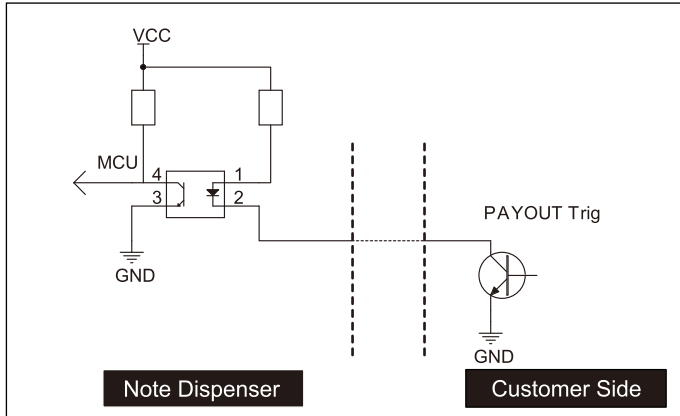 VCC
MCU
4
1
3
2
PAYOUT Trig
GND
GND
Note Dispenser
Customer Side